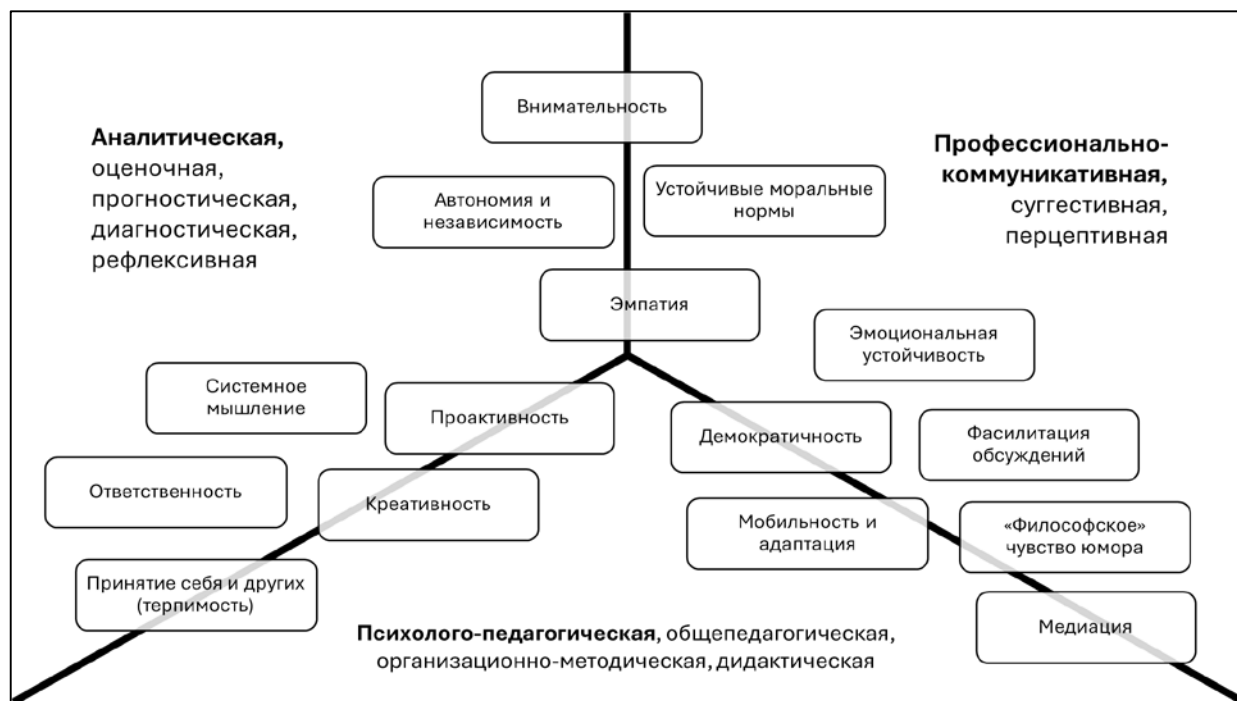 Внимательность
Аналитическая,
оценочная,
прогностическая,
диагностическая,
рефлексивная
Профессионально-
коммуникативная,
суггестивная,
перцептивная
Автономия и
независимость
Устойчивые моральные
нормы
Эмпатия
Эмоциональная
устойчивость
Системное
мышление
Проактивность
Демократичность
Фасилитация
обсуждений
Ответственность
Креативность
Мобильность и
адаптация
«Философское»
чувство юмора
Принятие себя и других
(терпимость)
Медиация
Психолого-педагогическая, общепедагогическая,
организационно-методическая, дидактическая